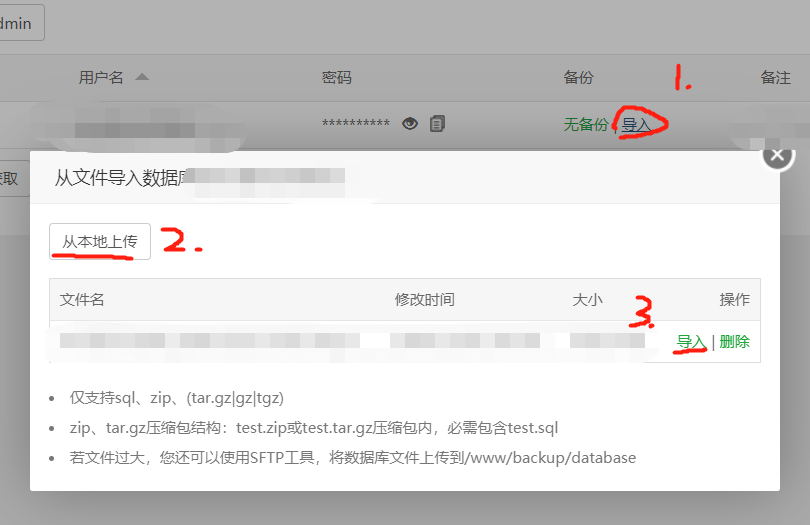 dmin
用户名 密码 备份 备注
1.
********** 无备份 | 导入
获取
从文件导入数据库
从本地上传
2.
文件名 修改时间 大小 操作
3.
导入 | 删除
仅支持sql、zip、(tar.gz|gz|tgz)
zip、tar.gz压缩包结构：test.zip或test.tar.gz压缩包内，必需包含test.sql
若文件过大，您还可以使用SFTP工具，将数据库文件上传到/www/backup/database